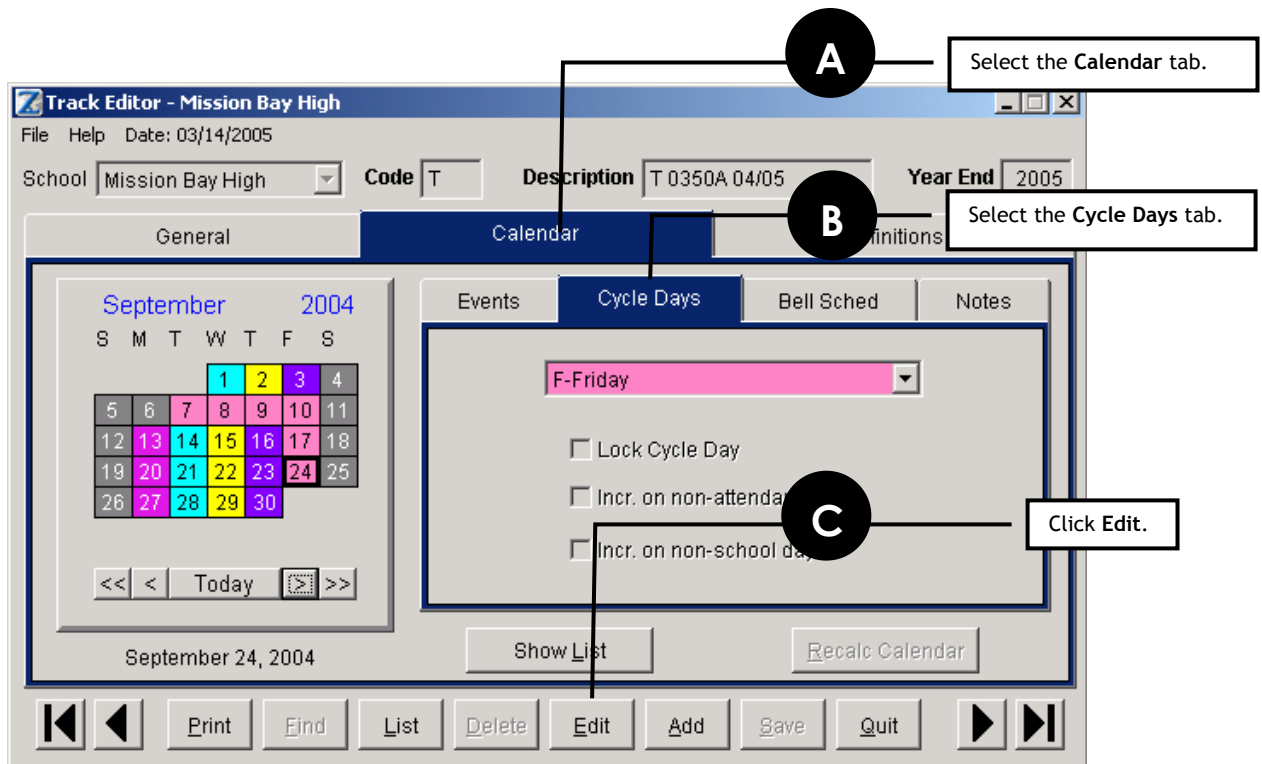 A
Select the Calendar tab.
Track Editor - Mission Bay High
File Help Date: 03/14/2005
School Mission Bay High Code T Description T 0350A 04/05 Year End 2005
B
Select the Cycle Days tab.
General Calendar finitions
September 2004
Events Cycle Days Bell Sched Notes
S M T W T F S
1 2 3 4
F-Friday
5 6 7 8 9 10 11
12 13 14 15 16 17 18
Lock Cycle Day
19 20 21 22 23 24 25
26 27 28 29 30
Incr. on non-attenda
C
Click Edit.
Incr. on non-school day
<< < Today > >>
September 24, 2004
Show List Recalc Calendar
Print Find List Delete Edit Add Save Quit